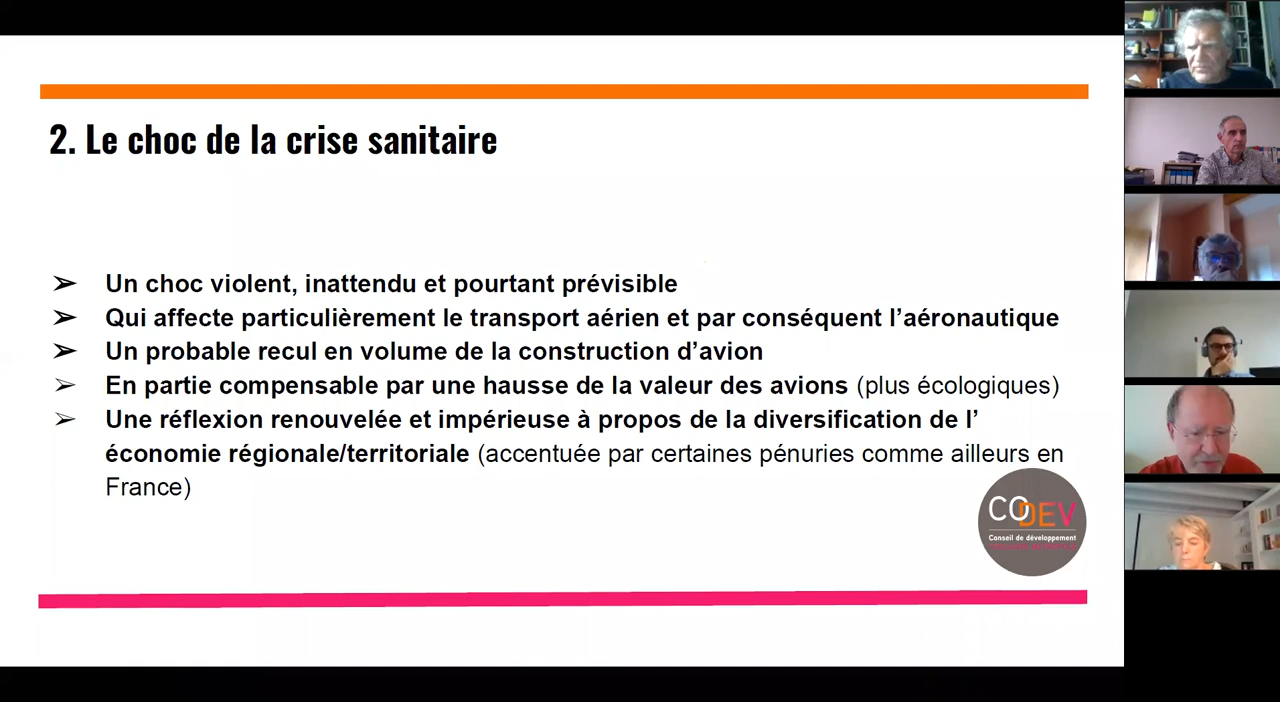 2. Le choc de la crise sanitaire
➢ Un choc violent, inattendu et pourtant prévisible
➢ Qui affecte particulièrement le transport aérien et par conséquent l’aéronautique
➢ Un probable recul en volume de la construction d’avion
➢ En partie compensable par une hausse de la valeur des avions (plus écologiques)
➢ Une réflexion renouvelée et impérieuse à propos de la diversification de l’
économie régionale/territoriale (accentuée par certaines pénuries comme ailleurs en
France)
CODEV
Conseil de développement